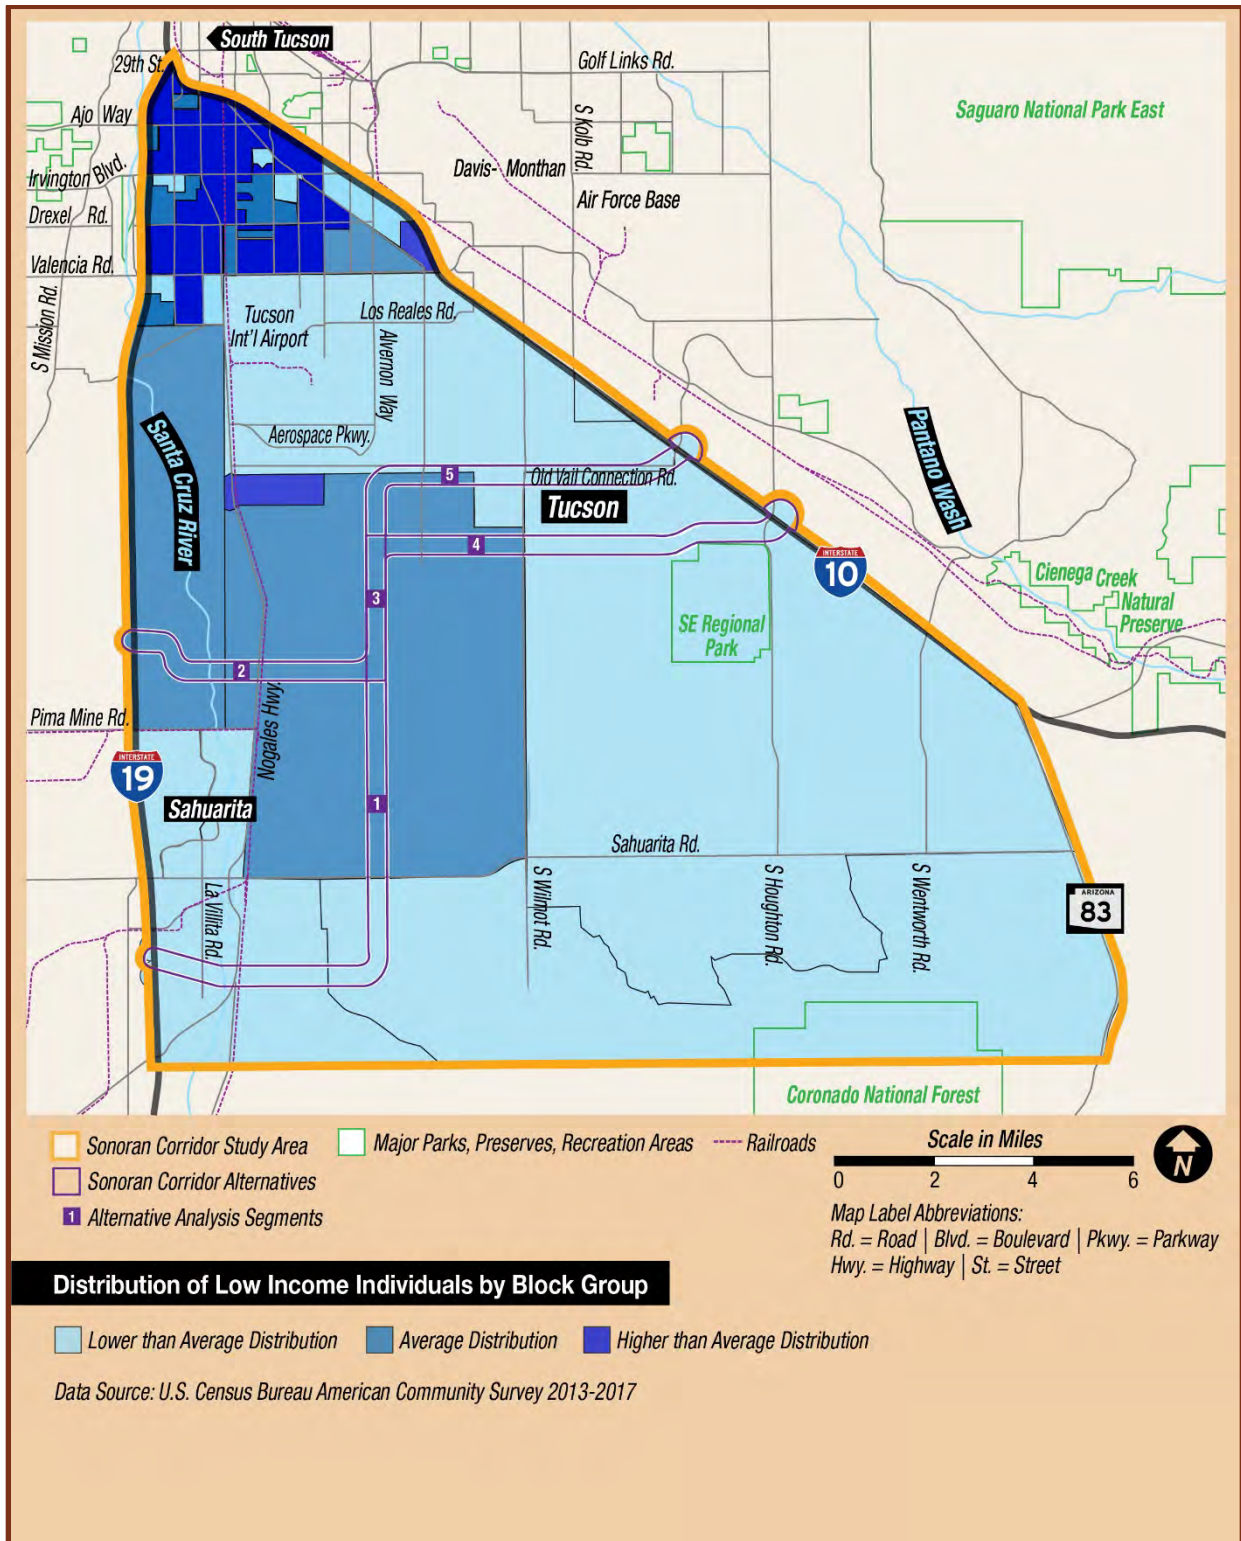 South Tucson
29th St.
Golf Links Rd.
Ajo Way
S Kolb Rd.
Saguaro National Park East
Irvington Blvd.
Davis- Monthan
Air Force Base
Drexel Rd.
Valencia Rd.
S Mission Rd.
Tucson
Int'l Airport
Los Reales Rd.
Alvernon Way
Santa Cruz River
Aerospace Pkwy.
5
Old Vail Connection Rd.
Tucson
Pantano Wash
4
INTERSTATE
10
3
Cienega Creek
Natural
Preserve
SE Regional
Park
2
Nogales Hwy.
Pima Mine Rd.
INTERSTATE
19
Sahuarita
1
Sahuarita Rd.
La Villita Rd.
S Wilmot Rd.
S Houghton Rd.
S Wentworth Rd.
ARIZONA
83
Coronado National Forest
Sonoran Corridor Study Area
Major Parks, Preserves, Recreation Areas
Railroads
Sonoran Corridor Alternatives
1 Alternative Analysis Segments
Scale in Miles
0 2 4 6
N
Map Label Abbreviations:
Rd. = Road | Blvd. = Boulevard | Pkwy. = Parkway
Hwy. = Highway | St. = Street
Distribution of Low Income Individuals by Block Group
Lower than Average Distribution
Average Distribution
Higher than Average Distribution
Data Source: U.S. Census Bureau American Community Survey 2013-2017